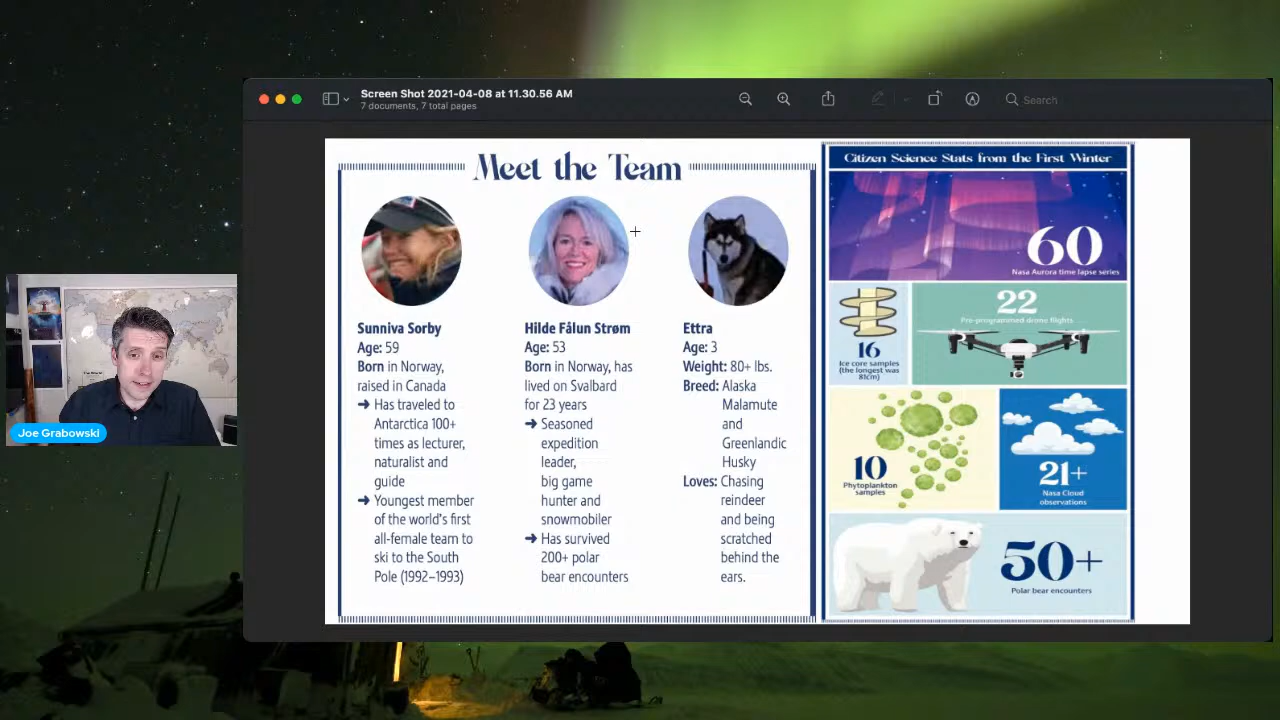 Screen Shot 2021-04-08 at 11.30.56 AM
7 documents, 7 total pages
Search
Joe Grabowski
Meet the Team
Sunniva Sorby
Age: 59
Born in Norway,
raised in Canada
➔ Has traveled to
Antarctica 100+
times as lecturer,
naturalist and
guide
➔ Youngest member
of the world's first
all-female team to
ski to the South
Pole (1992–1993)
Hilde Fålun Strøm
Age: 53
Born in Norway, has
lived on Svalbard
for 23 years
➔ Seasoned
expedition
leader,
big game
hunter and
snowmobiler
➔ Has survived
200+ polar
bear encounters
Ettra
Age: 3
Weight: 80+ lbs.
Breed: Alaska
Malamute
and
Greenlandic
Husky
Loves: Chasing
reindeer
and being
scratched
behind the
ears.
Citizen Science Stats from the First Winter
60
Nasa Aurora time lapse series
16
Ice core samples
(the longest was
81cm)
22
Pre-programmed drone flights
10
Phytoplankton
samples
21+
Nasa Cloud
observations
50+
Polar bear encounters